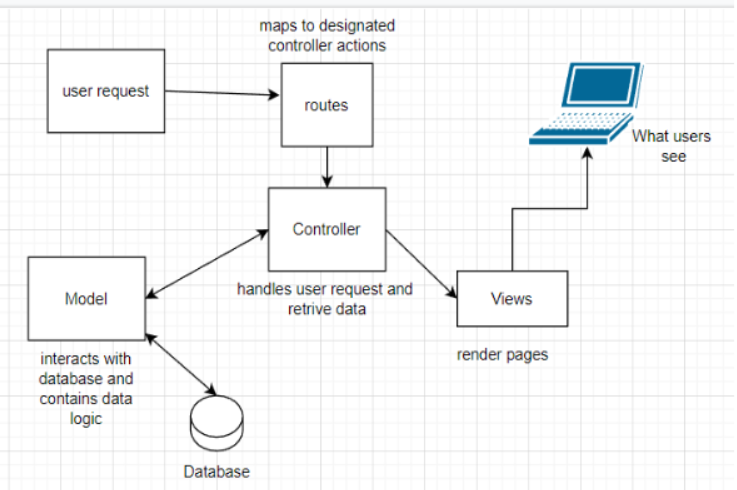 maps to designated
controller actions
user request
routes
What users
see
Controller
handles user request and
retrive data
Model
Views
interacts with
database and
contains data
logic
render pages
Database